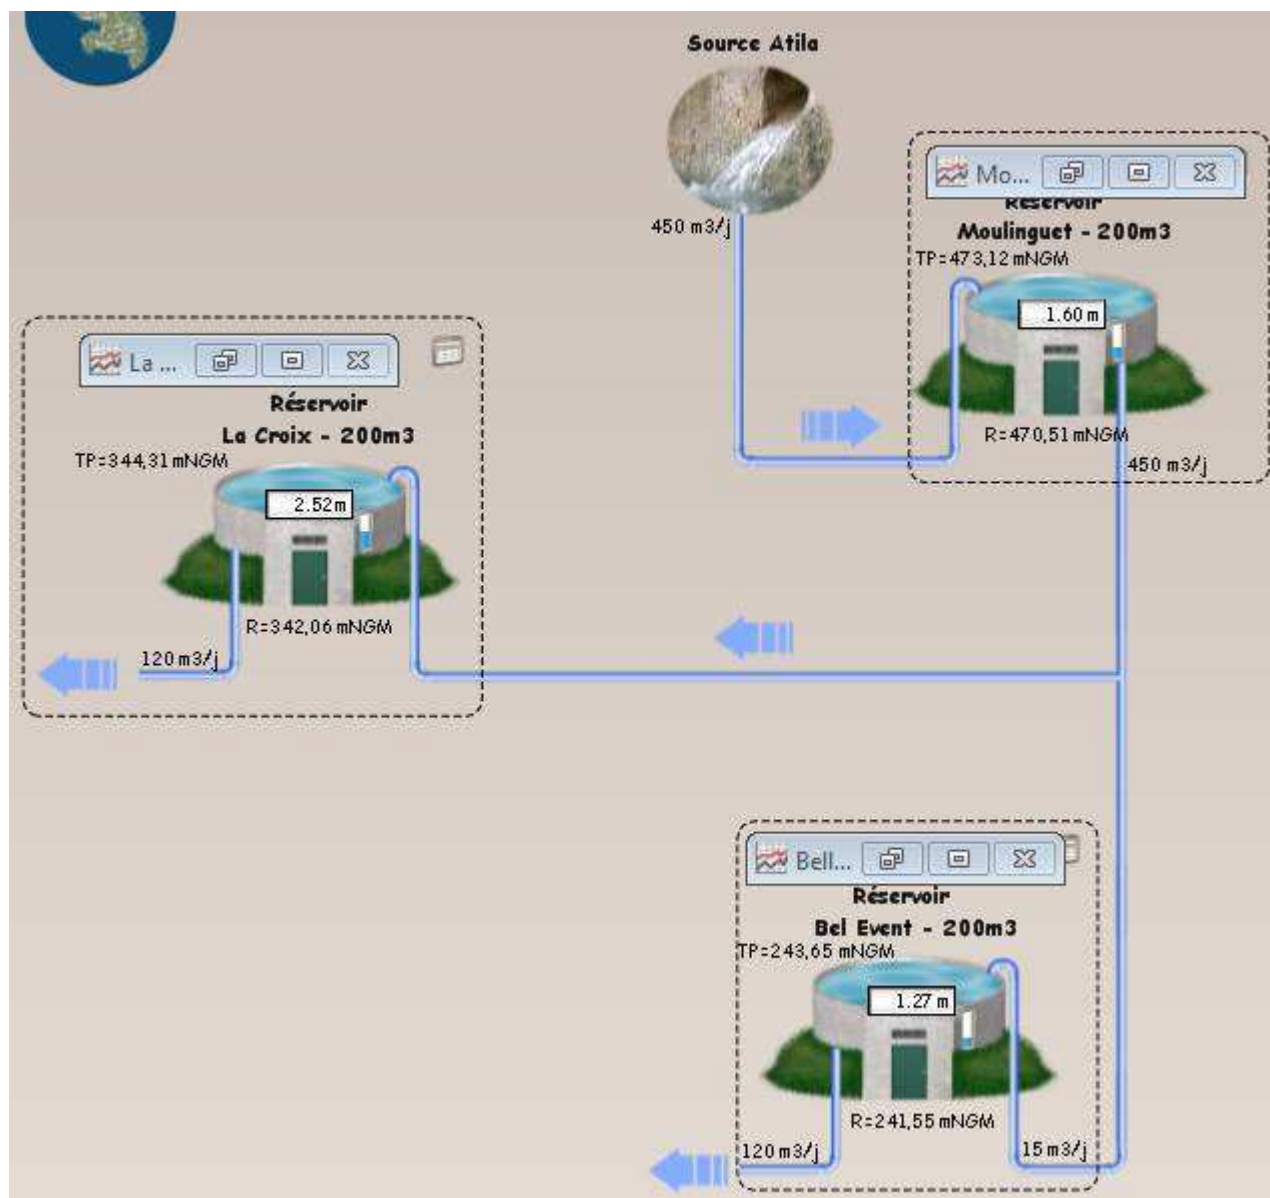 Source Atila
450 m3/j
Mo...
Réservoir
Moulinguet - 200m3
TP=473,12 mNGM
1.60 m
R=470,51 mNGM
450 m3/j
La ...
Réservoir
La Croix - 200m3
TP=344,31 mNGM
2.52 m
R=342,06 mNGM
120 m3/j
Bell...
Réservoir
Bel Event - 200m3
TP=243,65 mNGM
1.27 m
R=241,55 mNGM
120 m3/j
15 m3/j